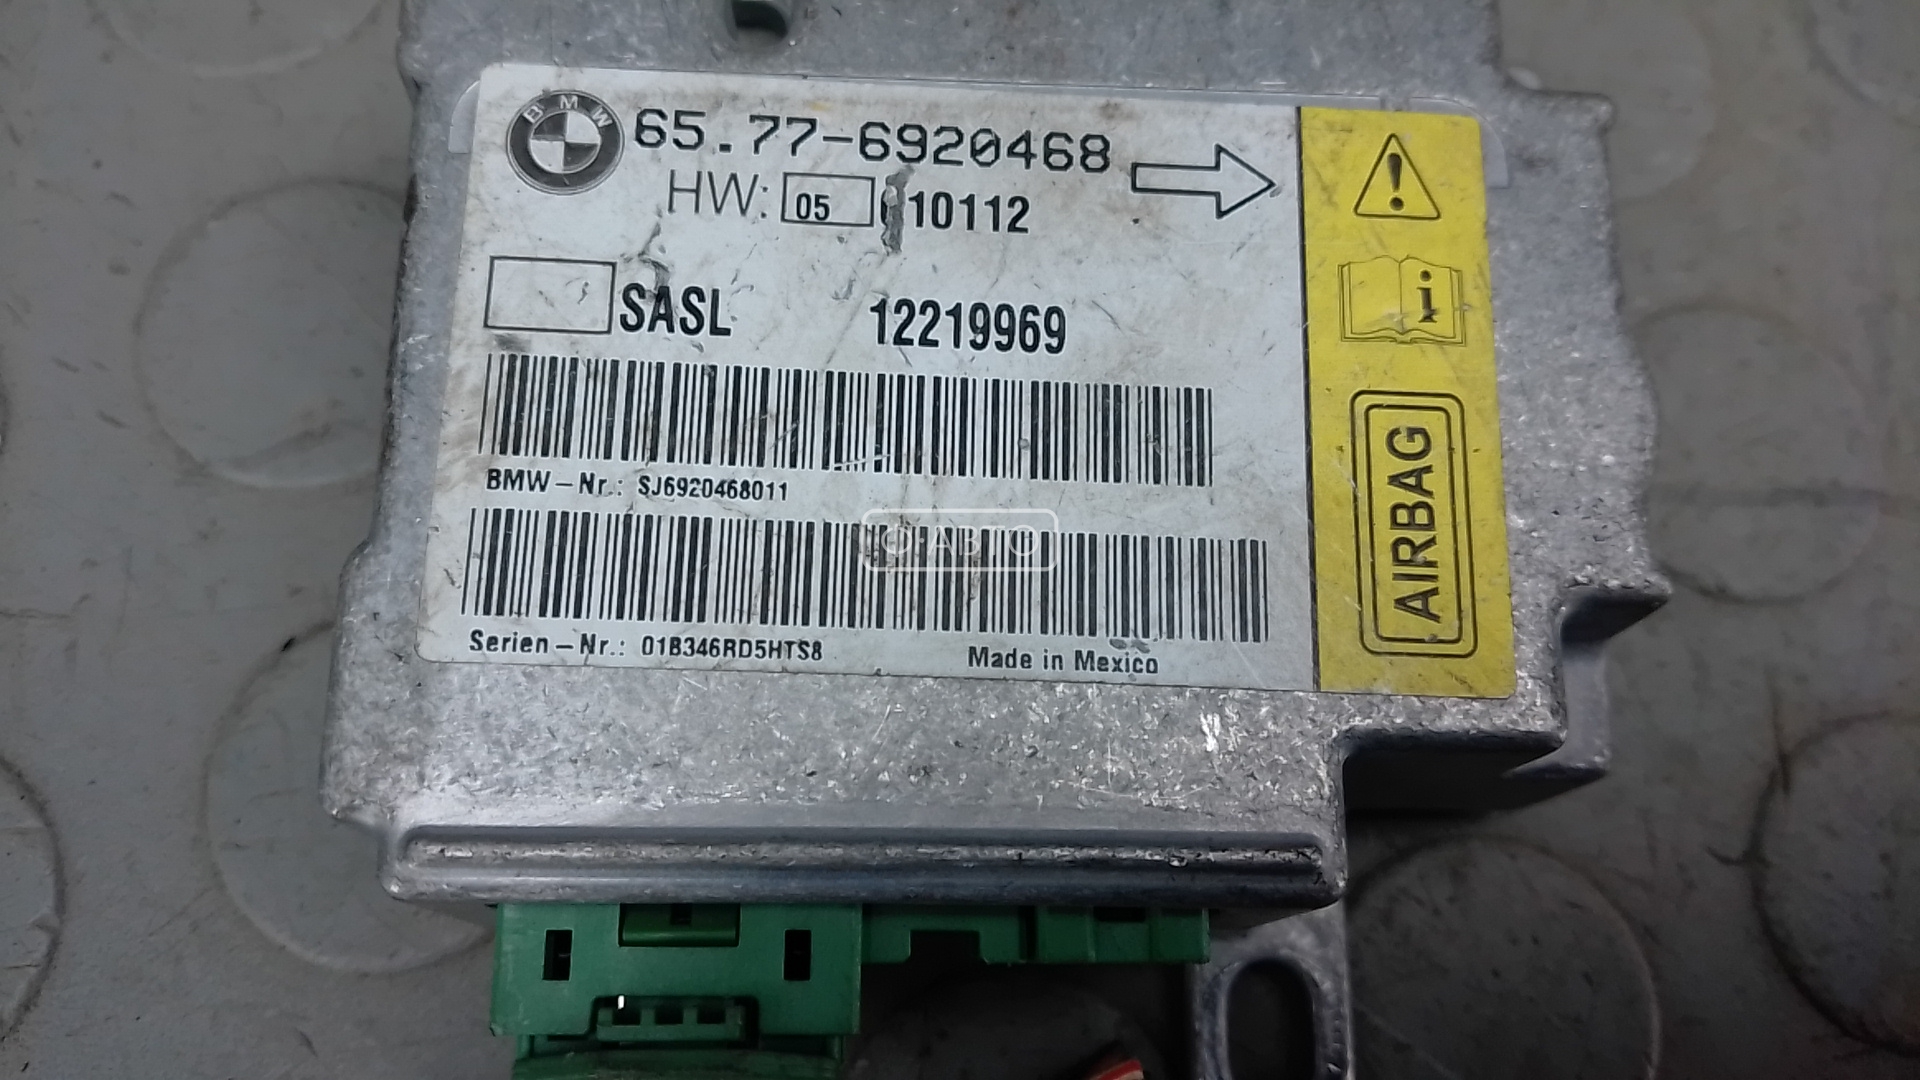 BMW 65.77-6920468
HW: 05 10112
SASL 12219969
BMW-Nr.: SJ6920468011
Ф·АВТО
Serien-Nr.: 01B346RD5HTS8 Made in Mexico
AIRBAG